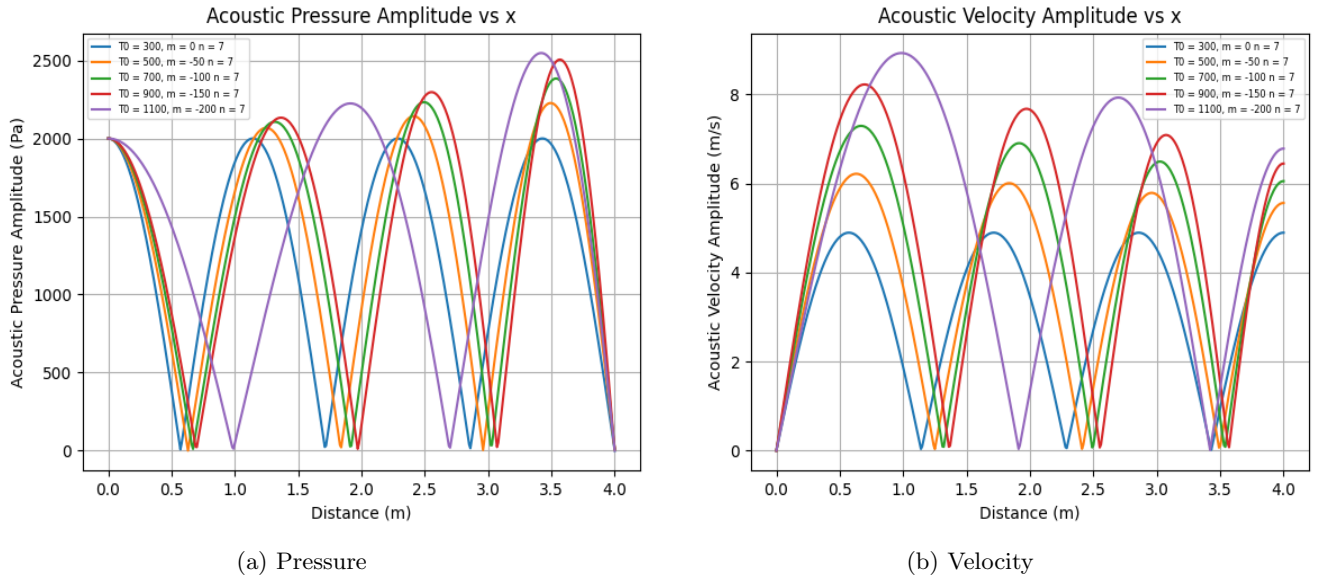 Acoustic Pressure Amplitude vs x
T0 = 300, m = 0 n = 7
T0 = 500, m = -50 n = 7
T0 = 700, m = -100 n = 7
T0 = 900, m = -150 n = 7
T0 = 1100, m = -200 n = 7
Acoustic Pressure Amplitude (Pa)
2500
2000
1500
1000
500
0
0.0 0.5 1.0 1.5 2.0 2.5 3.0 3.5 4.0
Distance (m)
(a) Pressure
Acoustic Velocity Amplitude vs x
T0 = 300, m = 0 n = 7
T0 = 500, m = -50 n = 7
T0 = 700, m = -100 n = 7
T0 = 900, m = -150 n = 7
T0 = 1100, m = -200 n = 7
Acoustic Velocity Amplitude (m/s)
8
6
4
2
0
0.0 0.5 1.0 1.5 2.0 2.5 3.0 3.5 4.0
Distance (m)
(b) Velocity